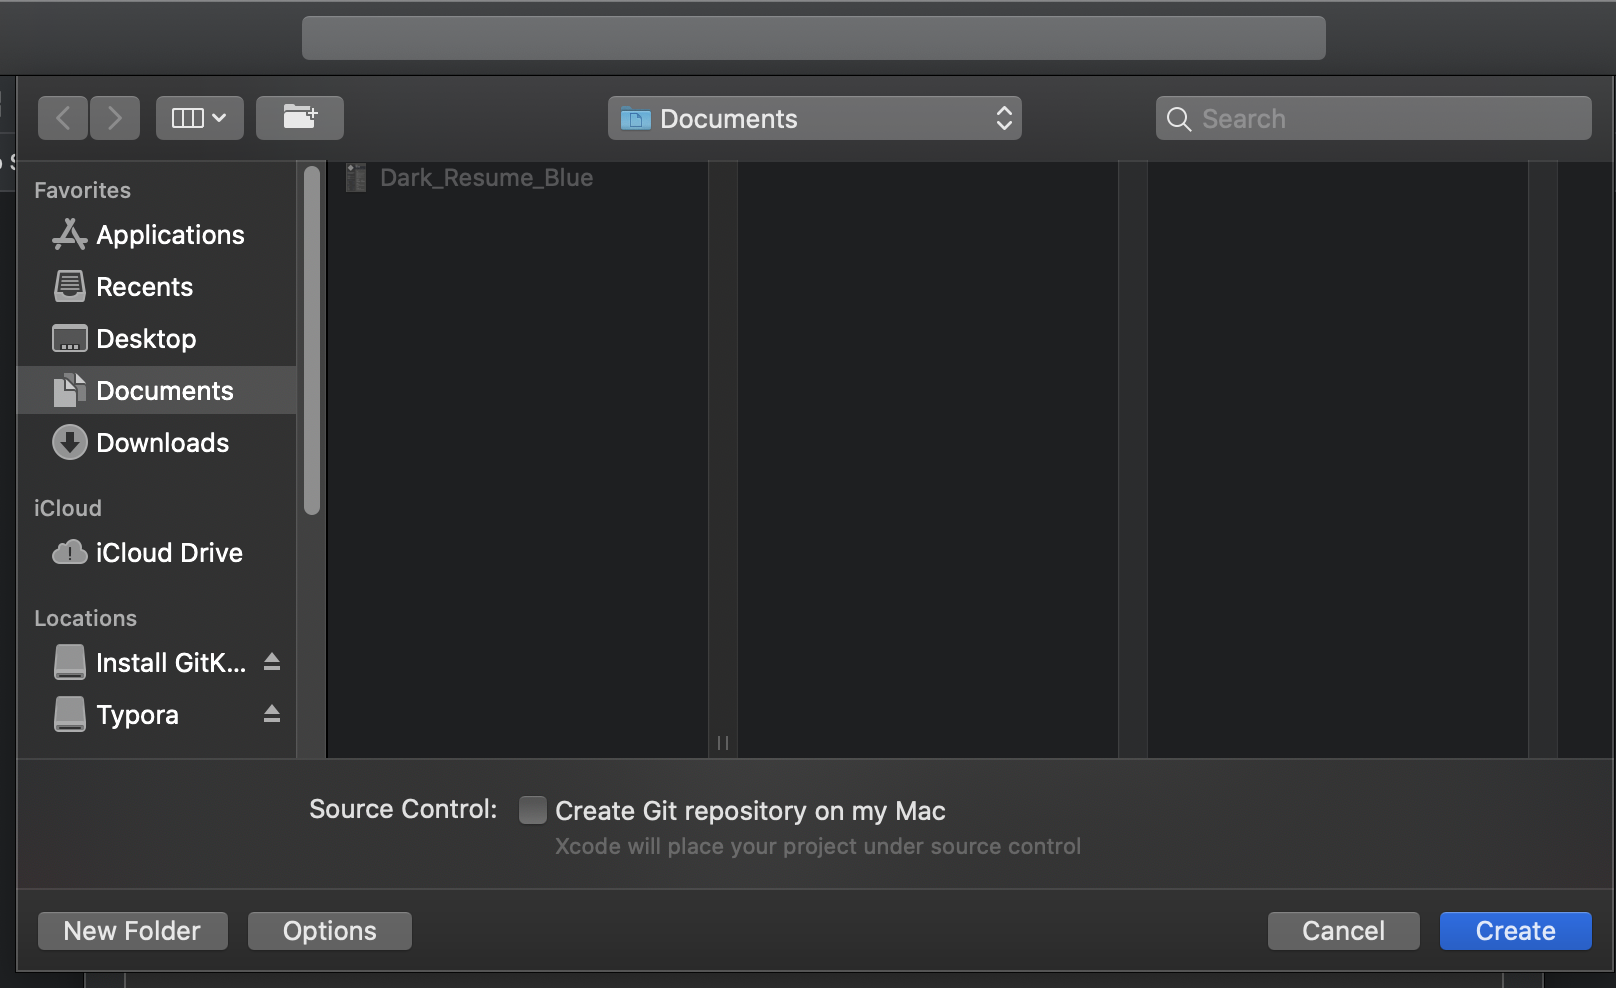 Documents
Search
Favorites
Applications
Recents
Desktop
Documents
Downloads
iCloud
iCloud Drive
Locations
Install GitK...
Typora
Dark_Resume_Blue
Source Control:
Create Git repository on my Mac
Xcode will place your project under source control
New Folder
Options
Cancel
Create